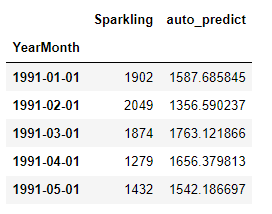 Sparkling auto_predict
YearMonth
1991-01-01 1902 1587.685845
1991-02-01 2049 1356.590237
1991-03-01 1874 1763.121866
1991-04-01 1279 1656.379813
1991-05-01 1432 1542.186697